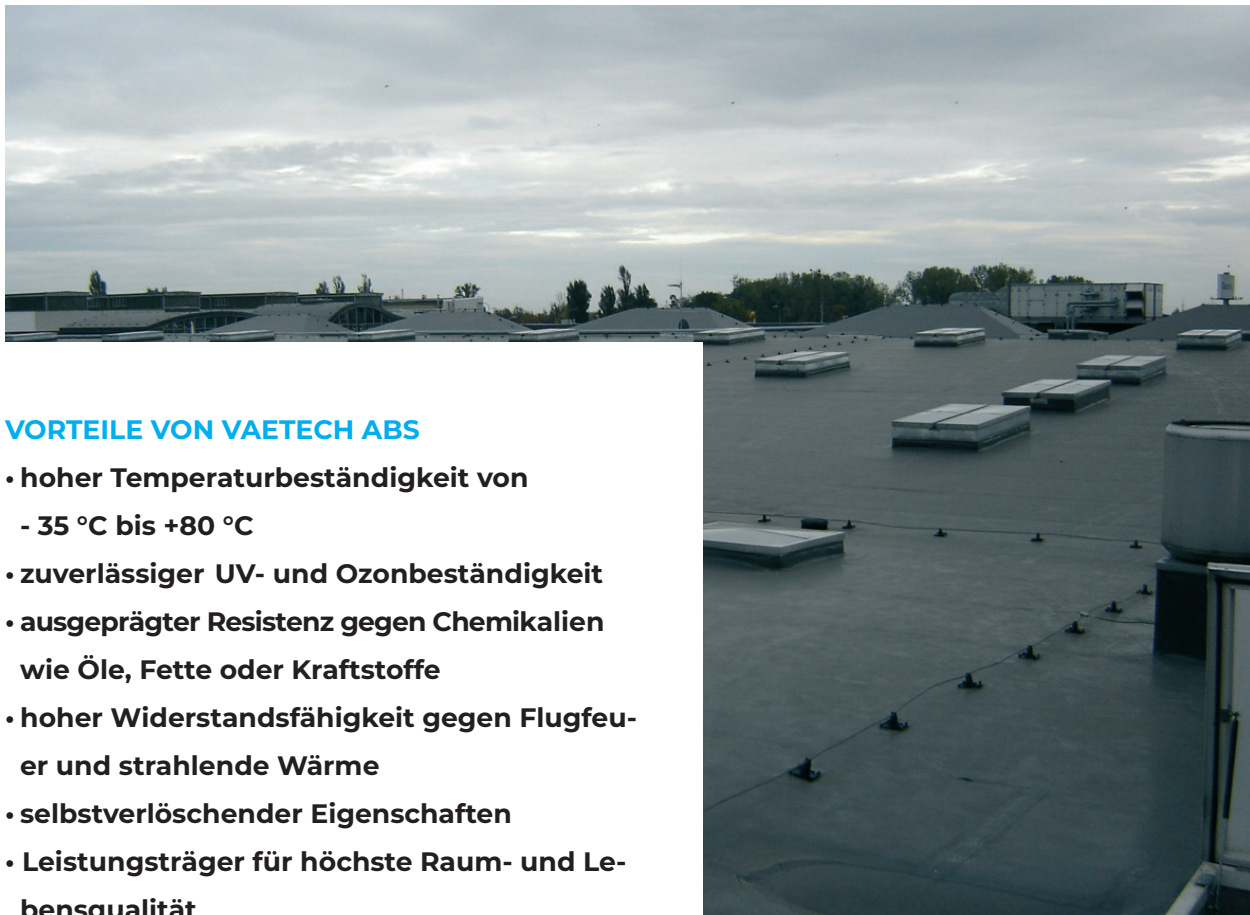 VORTEILE VON VAETECH ABS
• hoher Temperaturbeständigkeit von
- 35 °C bis +80 °C
• zuverlässiger UV- und Ozonbeständigkeit
• ausgeprägter Resistenz gegen Chemikalien
wie Öle, Fette oder Kraftstoffe
• hoher Widerstandsfähigkeit gegen Flugfeu-
er und strahlende Wärme
• selbstverlöschender Eigenschaften
• Leistungsträger für höchste Raum- und Le-
bensqualität